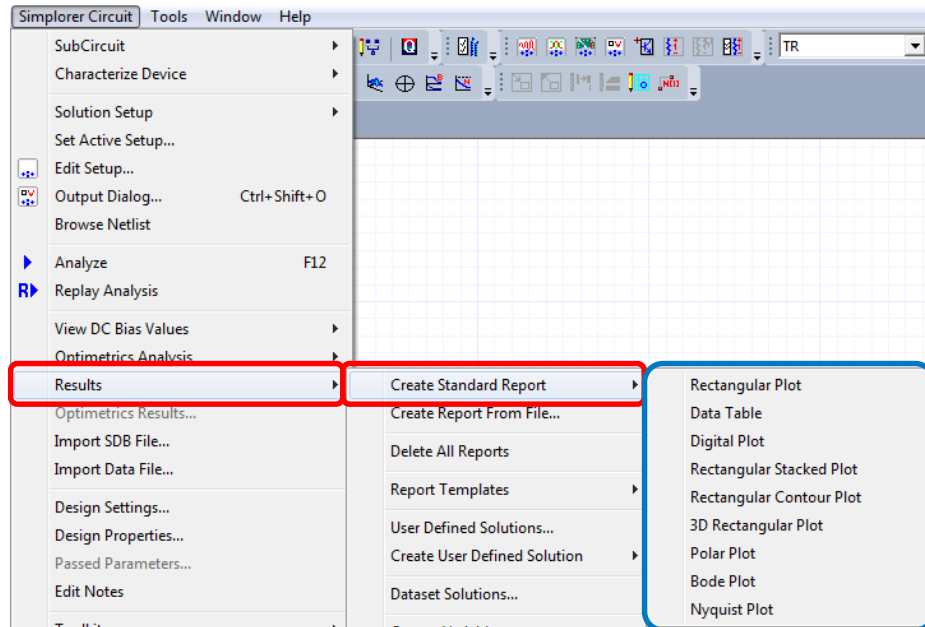 Simplorer Circuit Tools Window Help
TR
SubCircuit
Characterize Device
Solution Setup
Set Active Setup...
Edit Setup...
Output Dialog... Ctrl+Shift+O
Browse Netlist
Analyze F12
Replay Analysis
View DC Bias Values
Optimetrics Analysis
Results
Optimetrics Results...
Import SDB File...
Import Data File...
Design Settings...
Design Properties...
Passed Parameters...
Edit Notes
Create Standard Report
Create Report From File...
Delete All Reports
Report Templates
User Defined Solutions...
Create User Defined Solution
Dataset Solutions...
Rectangular Plot
Data Table
Digital Plot
Rectangular Stacked Plot
Rectangular Contour Plot
3D Rectangular Plot
Polar Plot
Bode Plot
Nyquist Plot